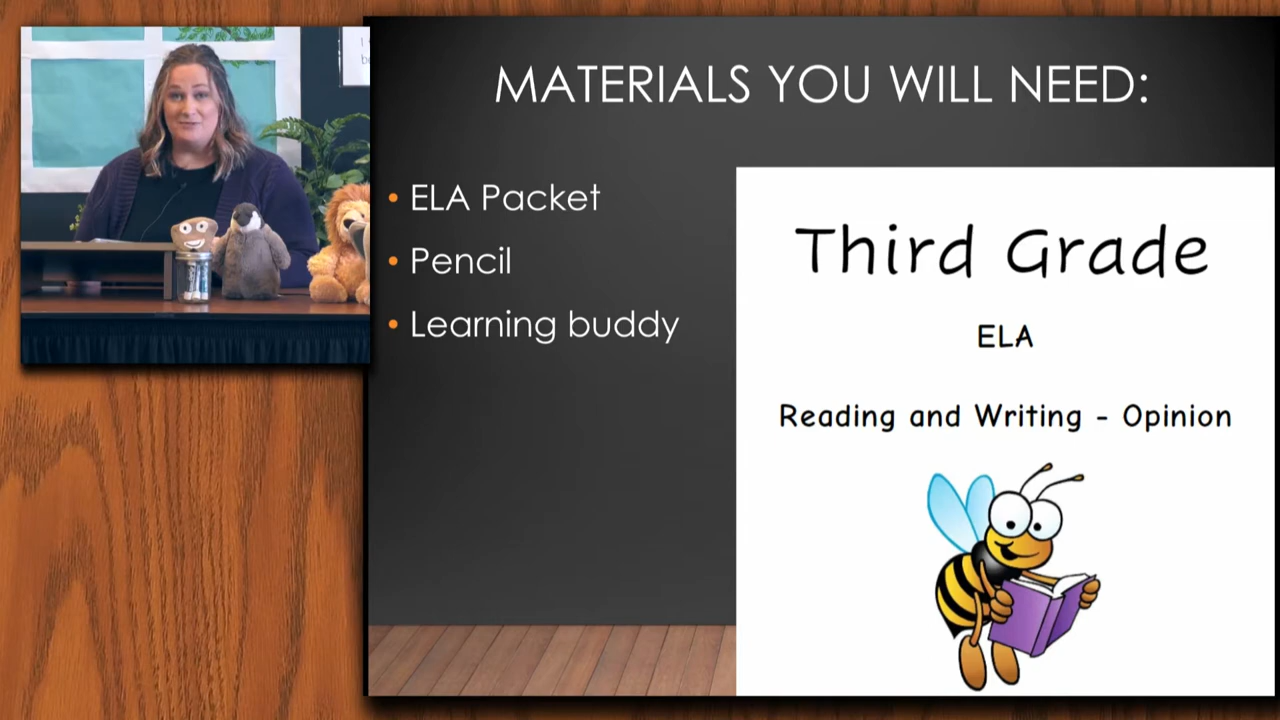 MATERIALS YOU WILL NEED:
• ELA Packet
• Pencil
• Learning buddy
Third Grade
ELA
Reading and Writing - Opinion